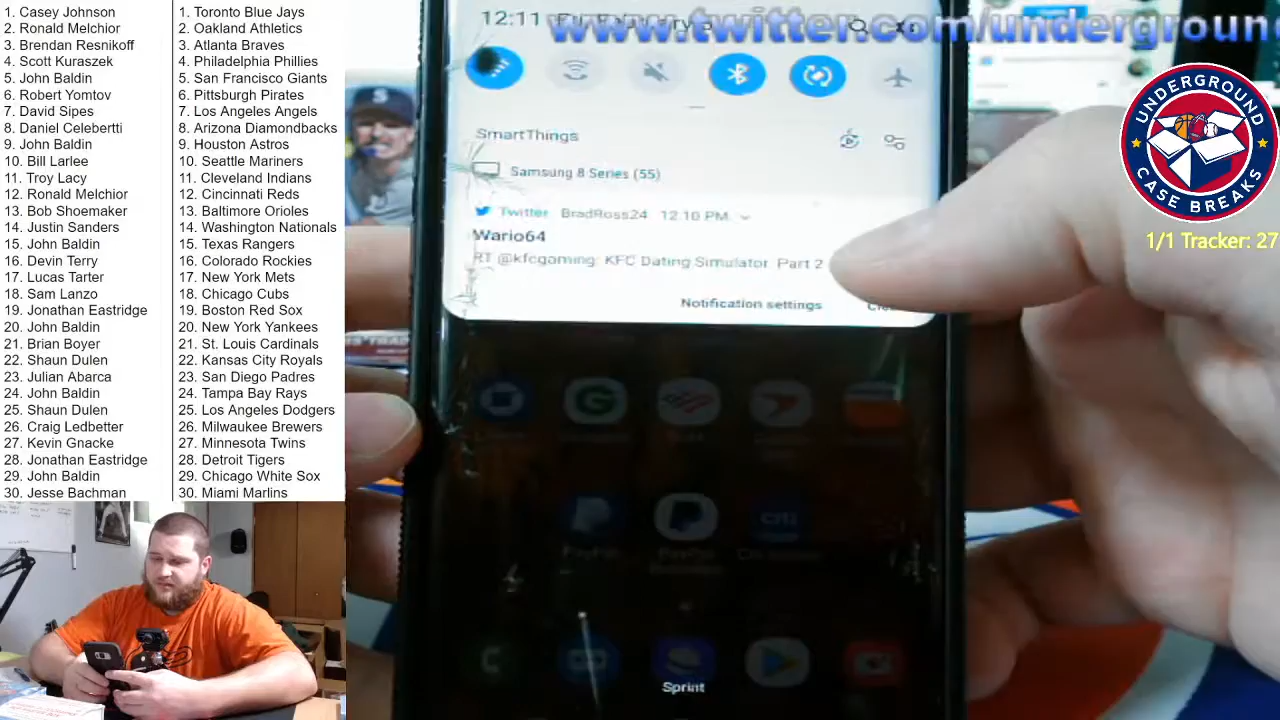 1. Casey Johnson
2. Ronald Melchior
3. Brendan Resnikoff
4. Scott Kuraszek
5. John Baldin
6. Robert Yomtov
7. David Sipes
8. Daniel Celebertti
9. John Baldin
10. Bill Larlee
11. Troy Lacy
12. Ronald Melchior
13. Bob Shoemaker
14. Justin Sanders
15. John Baldin
16. Devin Terry
17. Lucas Tarter
18. Sam Lanzo
19. Jonathan Eastridge
20. John Baldin
21. Brian Boyer
22. Shaun Dulen
23. Julian Abarca
24. John Baldin
25. Shaun Dulen
26. Craig Ledbetter
27. Kevin Gnacke
28. Jonathan Eastridge
29. John Baldin
30. Jesse Bachman
1. Toronto Blue Jays
2. Oakland Athletics
3. Atlanta Braves
4. Philadelphia Phillies
5. San Francisco Giants
6. Pittsburgh Pirates
7. Los Angeles Angels
8. Arizona Diamondbacks
9. Houston Astros
10. Seattle Mariners
11. Cleveland Indians
12. Cincinnati Reds
13. Baltimore Orioles
14. Washington Nationals
15. Texas Rangers
16. Colorado Rockies
17. New York Mets
18. Chicago Cubs
19. Boston Red Sox
20. New York Yankees
21. St. Louis Cardinals
22. Kansas City Royals
23. San Diego Padres
24. Tampa Bay Rays
25. Los Angeles Dodgers
26. Milwaukee Brewers
27. Minnesota Twins
28. Detroit Tigers
29. Chicago White Sox
30. Miami Marlins
www.twitter.com/undergroun
12:11
SmartThings
Samsung 8 Series (55)
Twitter BradRoss24 12:10 PM
Wario64
RT @kfcgaming: KFC Dating Simulator Part 2
Notification settings
PayPal
Sprint
UNDERGROUND
CASE BREAKS
1/1 Tracker: 27